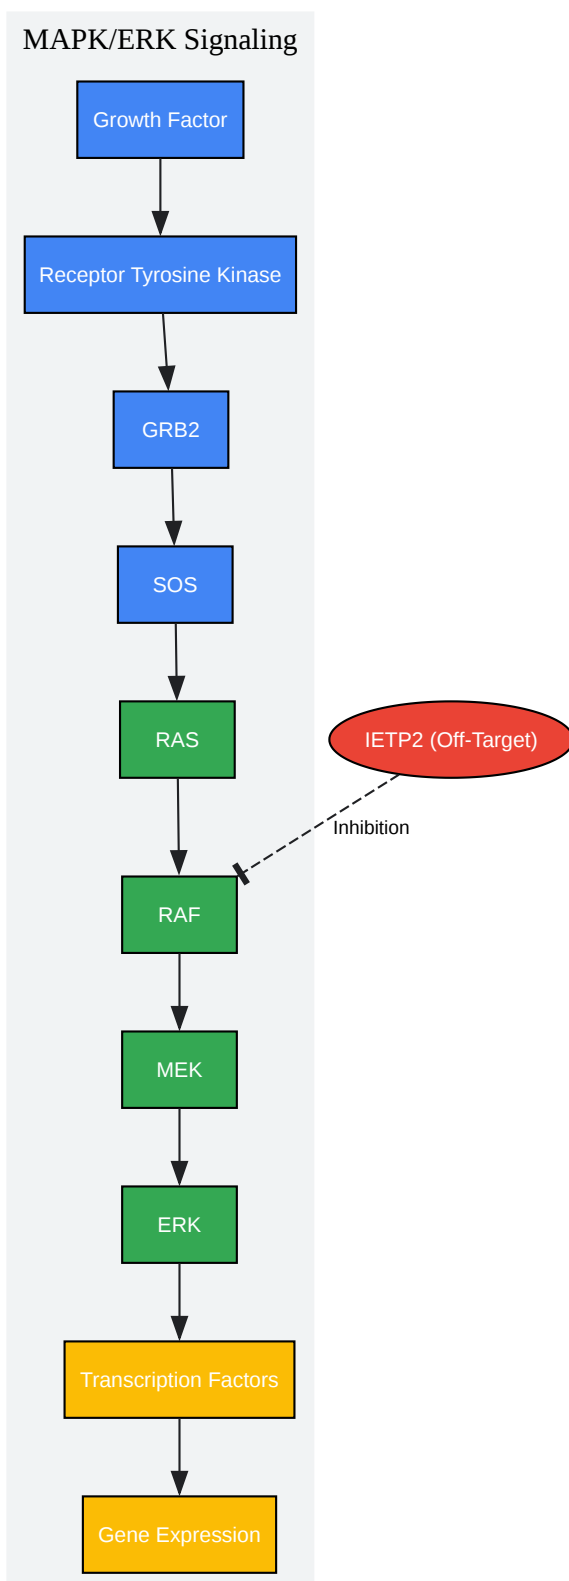 MAPK/ERK Signaling
Growth Factor
Receptor Tyrosine Kinase
GRB2
SOS
RAS
IETP2 (Off-Target)
Inhibition
RAF
MEK
ERK
Transcription Factors
Gene Expression